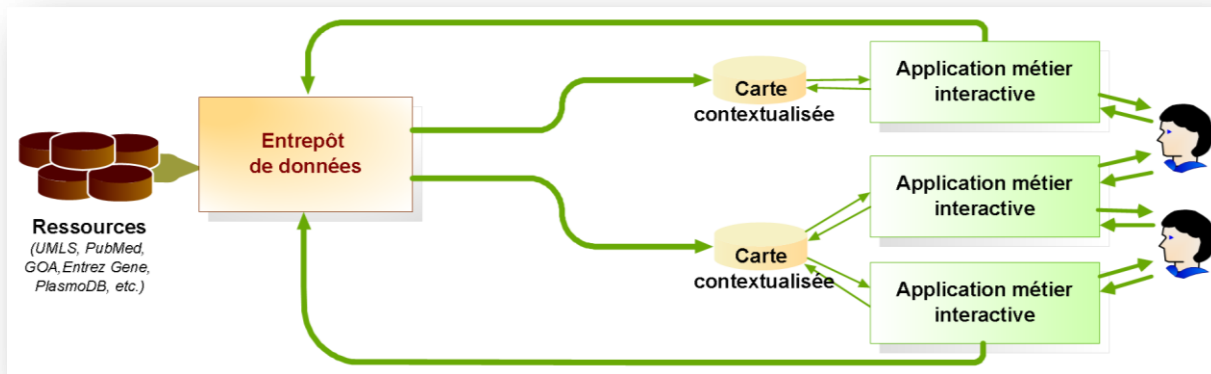 Ressources
(UMLS, PubMed,
GOA,Entrez Gene,
PlasmoDB, etc.)
Entrepôt
de données
Carte
contextualisée
Application métier
interactive
Application métier
interactive
Carte
contextualisée
Application métier
interactive